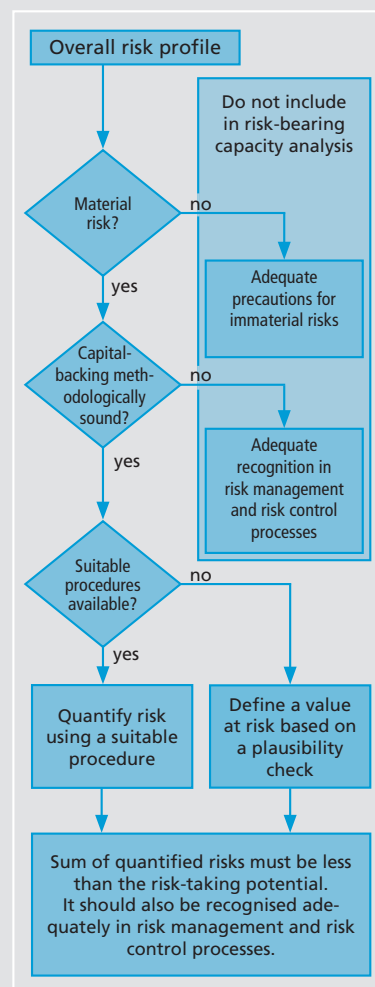 Overall risk profile
Do not include
in risk-bearing
capacity analysis
Material
risk?
no
yes
Adequate
precautions for
immaterial risks
Capital-
backing meth-
odologically
sound?
no
yes
Adequate
recognition in
risk management
and risk control
processes
Suitable
procedures
available?
no
yes
Quantify risk
using a suitable
procedure
Define a value
at risk based on
a plausibility
check
Sum of quantified risks must be less
than the risk-taking potential.
It should also be recognised ade-
quately in risk management and risk
control processes.